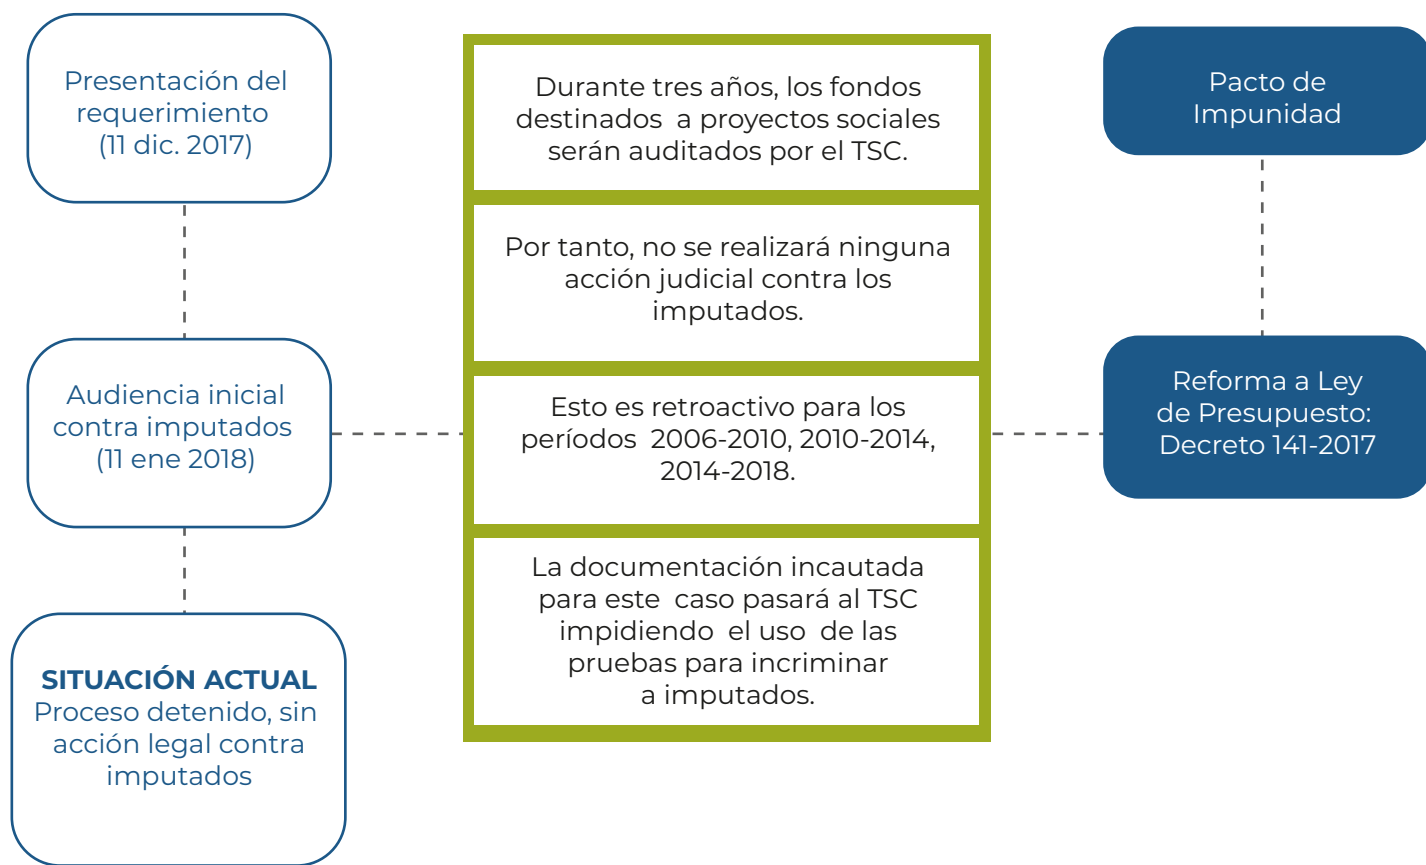 Presentación del
requerimiento
(11 dic. 2017)
Audiencia inicial
contra imputados
(11 ene 2018)
SITUACIÓN ACTUAL
Proceso detenido, sin
acción legal contra
imputados
Durante tres años, los fondos
destinados a proyectos sociales
serán auditados por el TSC.
Por tanto, no se realizará ninguna
acción judicial contra los
imputados.
Esto es retroactivo para los
períodos 2006-2010, 2010-2014,
2014-2018.
La documentación incautada
para este caso pasará al TSC
impidiendo el uso de las
pruebas para incriminar
a imputados.
Pacto de
Impunidad
Reforma a Ley
de Presupuesto:
Decreto 141-2017